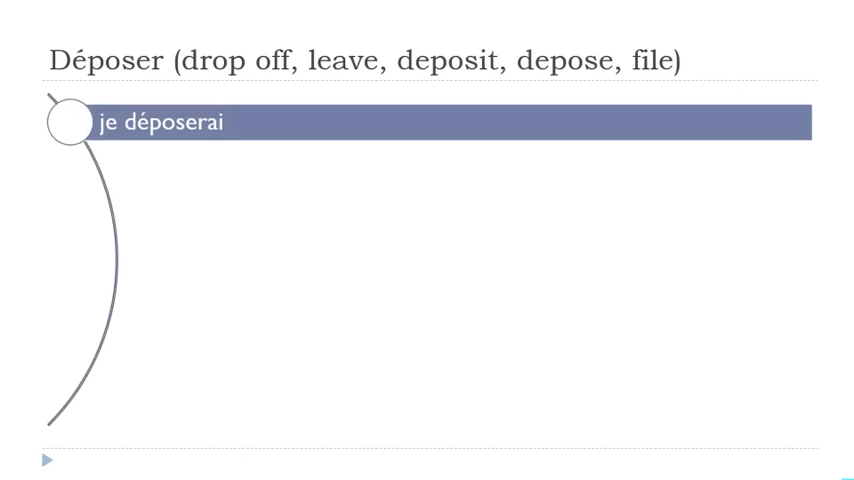 Déposer (drop off, leave, deposit, depose, file)
je déposerai